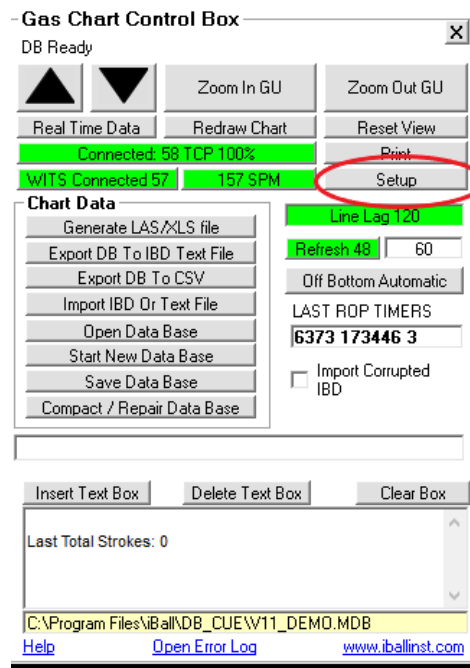 Gas Chart Control Box
X
DB Ready
Zoom In GU
Zoom Out GU
Real Time Data
Redraw Chart
Reset View
Connected: 58 TCP 100%
Print
WITS Connected 57
157 SPM
Setup
Chart Data
Generate LAS/XLS file
Export DB To IBD Text File
Export DB To CSV
Import IBD Or Text File
Open Data Base
Start New Data Base
Save Data Base
Compact / Repair Data Base
Line Lag 120
Refresh 48
60
Off Bottom Automatic
LAST ROP TIMERS
6373 173446 3
Import Corrupted
IBD
Insert Text Box
Delete Text Box
Clear Box
Last Total Strokes: 0
C:\Program Files\iBall\DB_CUE\V11_DEMO.MDB
Help
Open Error Log
www.iballinst.com